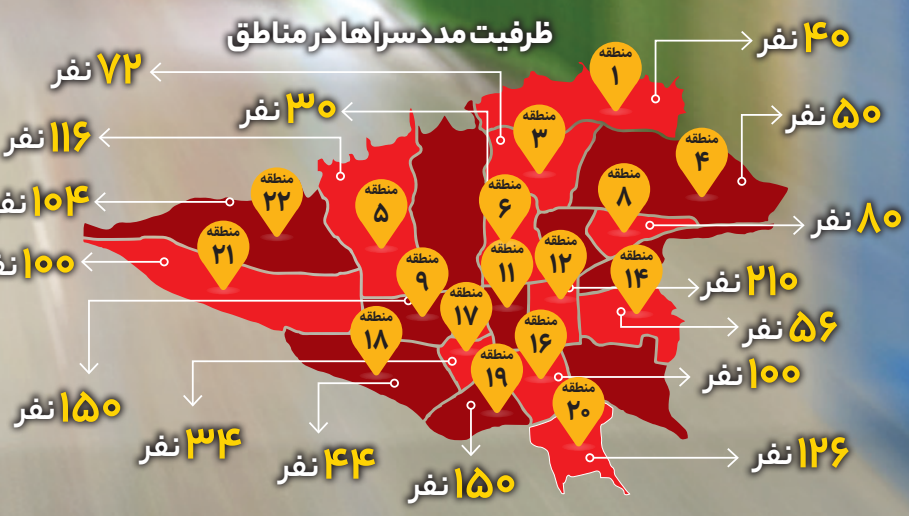 ظرفیت مددسراها در مناطق
۴۰ نفر
۷۲ نفر
۳۰ نفر
۵۰ نفر
۱۱۶ نفر
۱۰۴ نفر
۸۰ نفر
۱۰۰ نفر
۲۱۰ نفر
۵۶ نفر
۱۰۰ نفر
۱۵۰ نفر
۳۴ نفر
۴۴ نفر
۱۵۰ نفر
۱۲۶ نفر
منطقه
۱
منطقه
۳
منطقه
۴
منطقه
۸
منطقه
۶
منطقه
۵
منطقه
۲۲
منطقه
۲۱
منطقه
۹
منطقه
۱۱
منطقه
۱۲
منطقه
۱۴
منطقه
۱۷
منطقه
۱۸
منطقه
۱۶
منطقه
۱۹
منطقه
۲۰